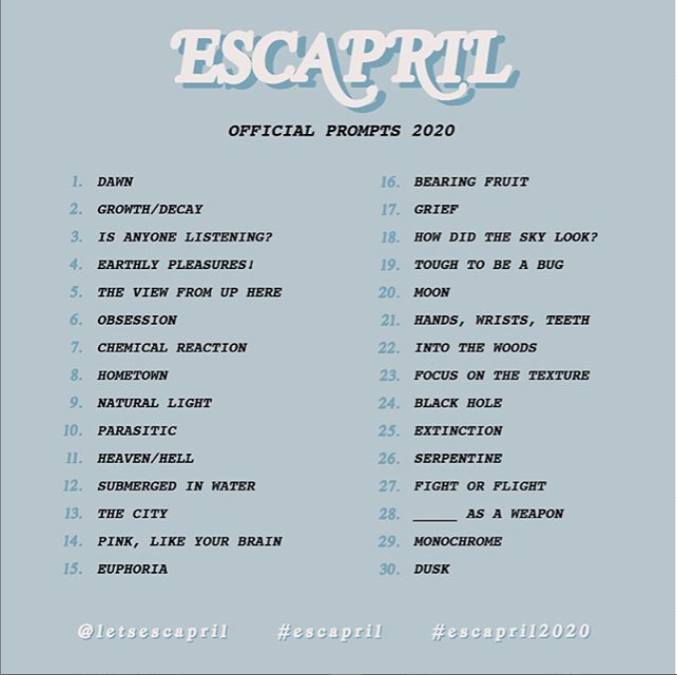 ESCAPRIL
OFFICIAL PROMPTS 2020
1. DAWN
2. GROWTH/DECAY
3. IS ANYONE LISTENING?
4. EARTHLY PLEASURES!
5. THE VIEW FROM UP HERE
6. OBSESSION
7. CHEMICAL REACTION
8. HOMETOWN
9. NATURAL LIGHT
10. PARASITIC
11. HEAVEN/HELL
12. SUBMERGED IN WATER
13. THE CITY
14. PINK, LIKE YOUR BRAIN
15. EUPHORIA
16. BEARING FRUIT
17. GRIEF
18. HOW DID THE SKY LOOK?
19. TOUGH TO BE A BUG
20. MOON
21. HANDS, WRISTS, TEETH
22. INTO THE WOODS
23. FOCUS ON THE TEXTURE
24. BLACK HOLE
25. EXTINCTION
26. SERPENTINE
27. FIGHT OR FLIGHT
28. _____ AS A WEAPON
29. MONOCHROME
30. DUSK
@letsescapril #escapril #escapril2020